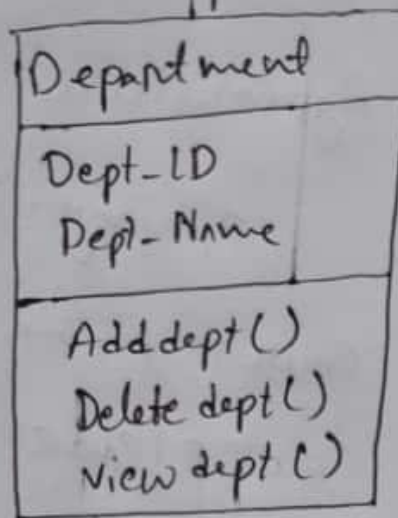 Department
Dept-ID
Dept-Name
Add dept()
Delete dept()
View dept()